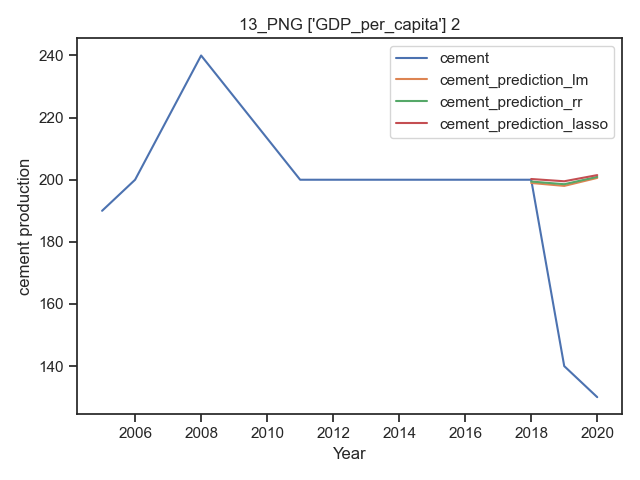 13_PNG ['GDP_per_capita'] 2
cement
cement_prediction_lm
cement_prediction_rr
cement_prediction_lasso
cement production
240
220
200
180
160
140
2006 2008 2010 2012 2014 2016 2018 2020
Year